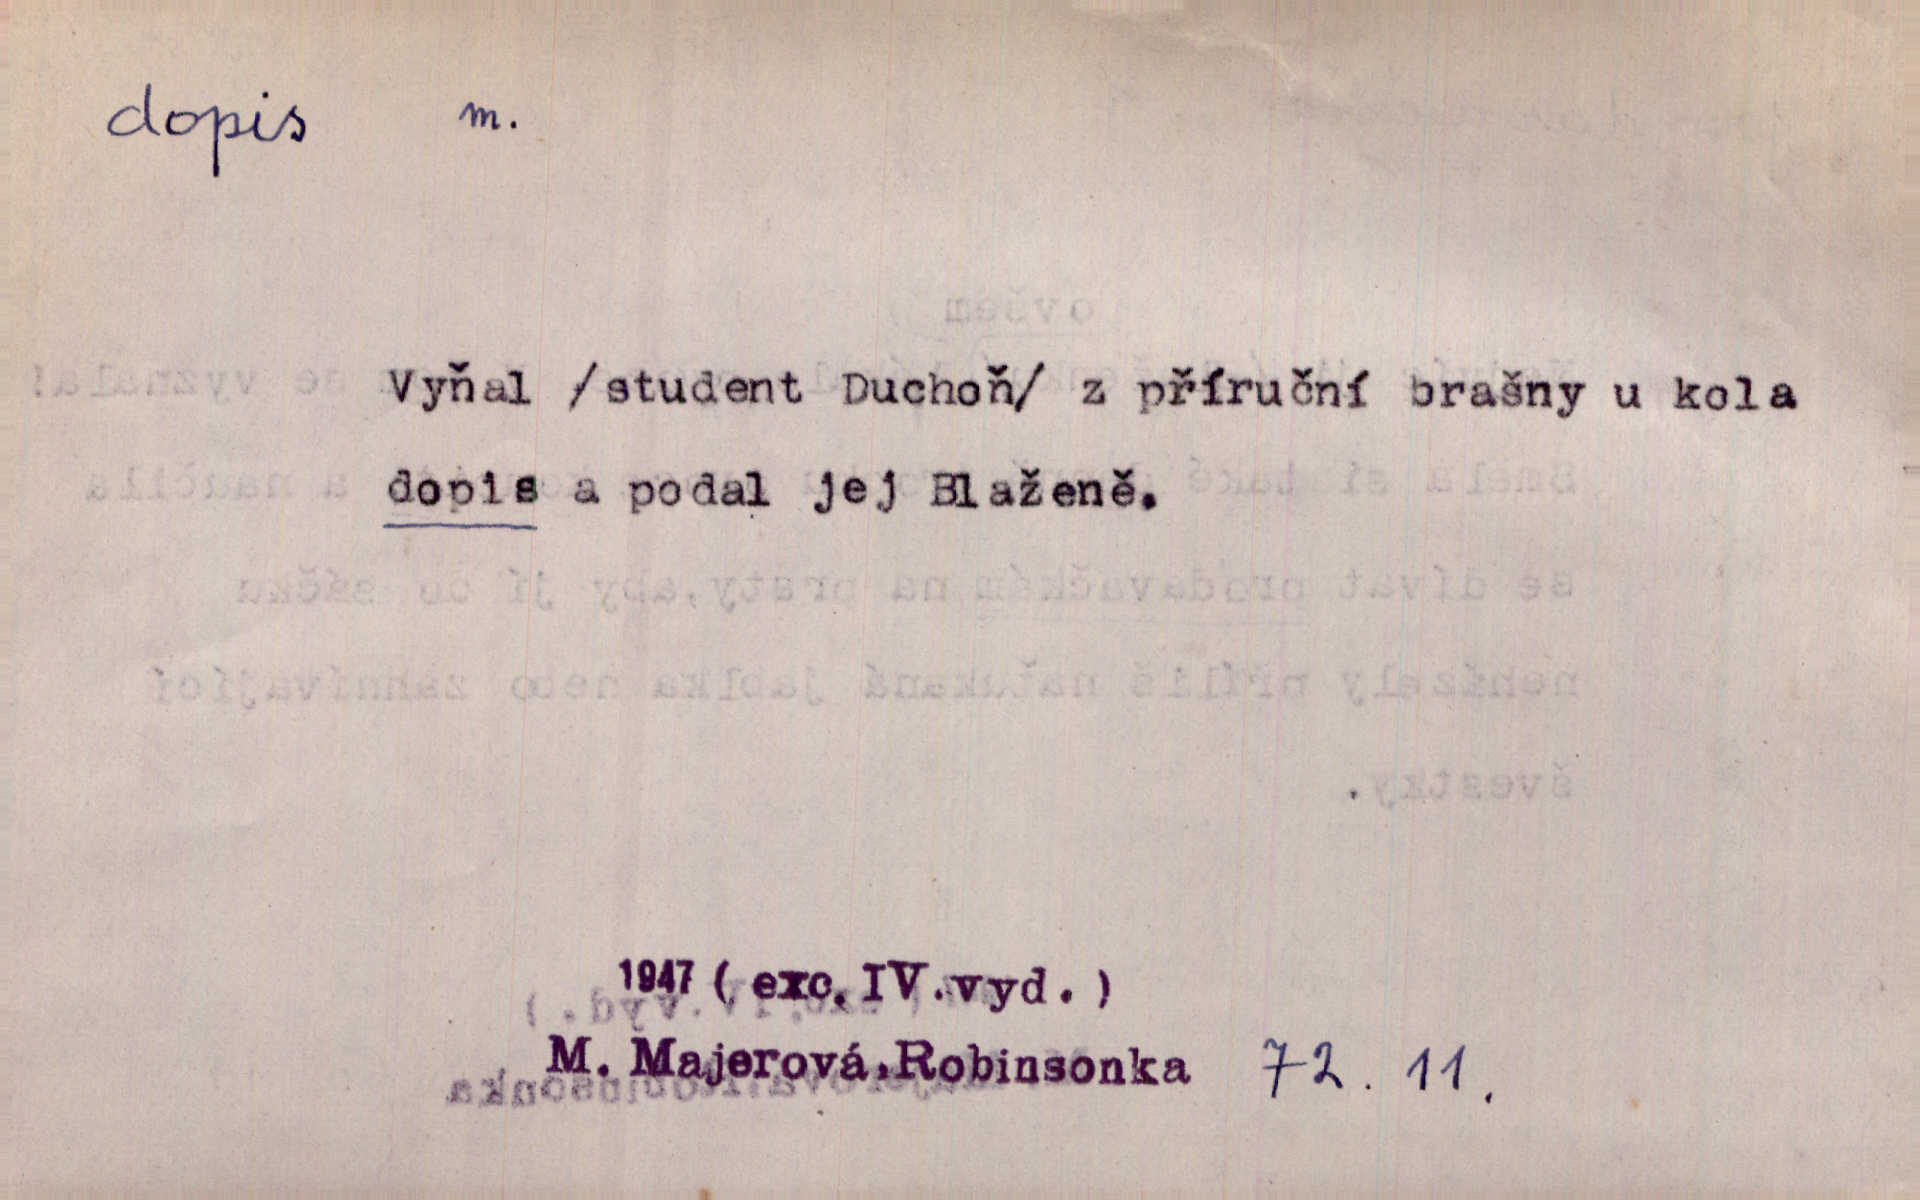 dopis m.
Vyňal /student Duchoň/ z příruční brašny u kola
dopis a podal jej Blaženě.
1947 ( exc. IV. vyd. )
M. Majerová, Robinsonka 72. 11.